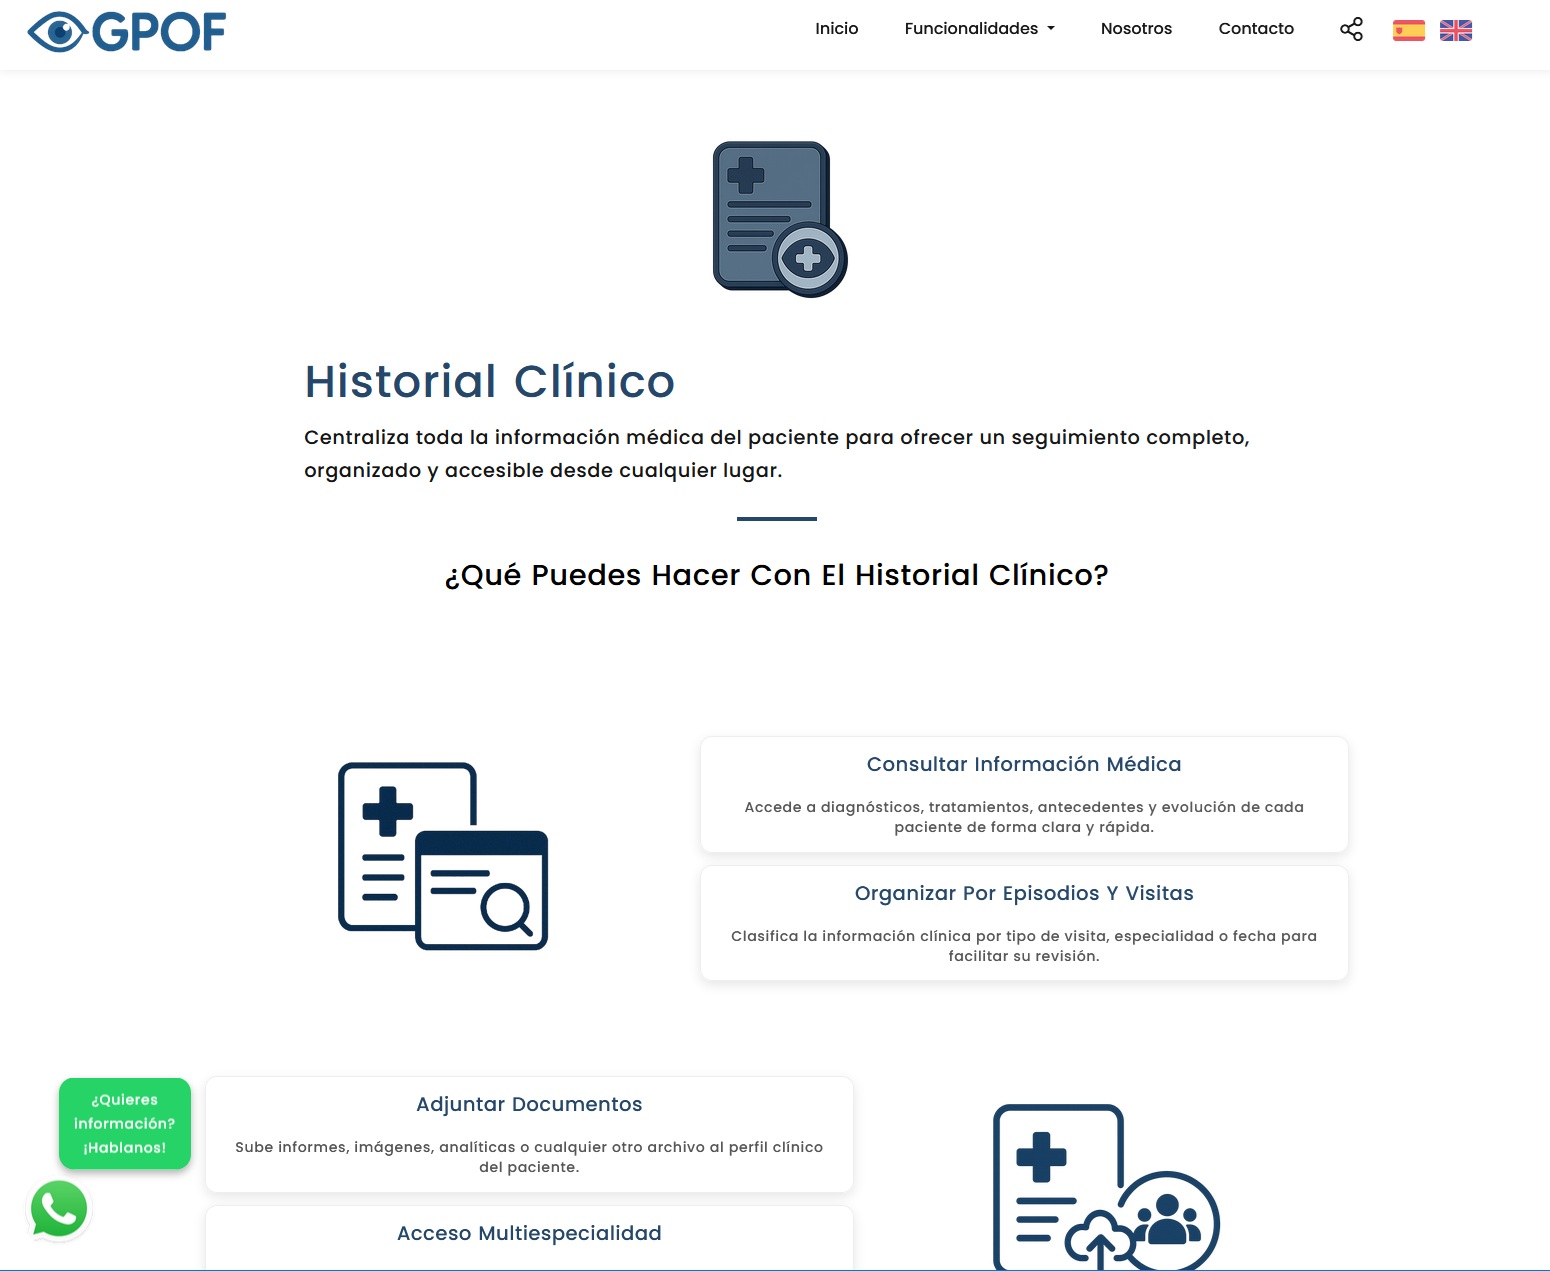 GPOF
Inicio
Funcionalidades
Nosotros
Contacto
Historial Clínico
Centraliza toda la información médica del paciente para ofrecer un seguimiento completo,
organizado y accesible desde cualquier lugar.
¿Qué Puedes Hacer Con El Historial Clínico?
Consultar Información Médica
Accede a diagnósticos, tratamientos, antecedentes y evolución de cada
paciente de forma clara y rápida.
Organizar Por Episodios Y Visitas
Clasifica la información clínica por tipo de visita, especialidad o fecha para
facilitar su revisión.
¿Quieres
información?
¡Hablanos!
Adjuntar Documentos
Sube informes, imágenes, analíticas o cualquier otro archivo al perfil clínico
del paciente.
Acceso Multiespecialidad